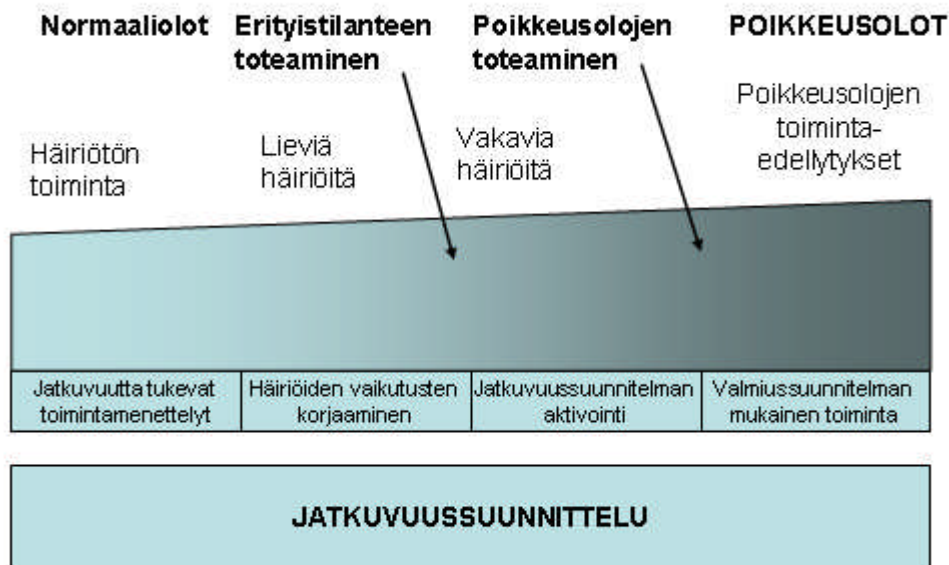 Normaaliolot
Erityistilanteen
toteaminen
Poikkeusolojen
toteaminen
POIKKEUSOLOT
Häiriötön
toiminta
Lieviä
häiriöitä
Vakavia
häiriöitä
Poikkeusolojen
toiminta-
edellytykset
Jatkuvuutta tukevat
toimintamenettelyt
Häiriöiden vaikutusten
korjaaminen
Jatkuvuussuunnitelman
aktivointi
Valmiussuunnitelman
mukainen toiminta
JATKUVUUSSUUNNITTELU